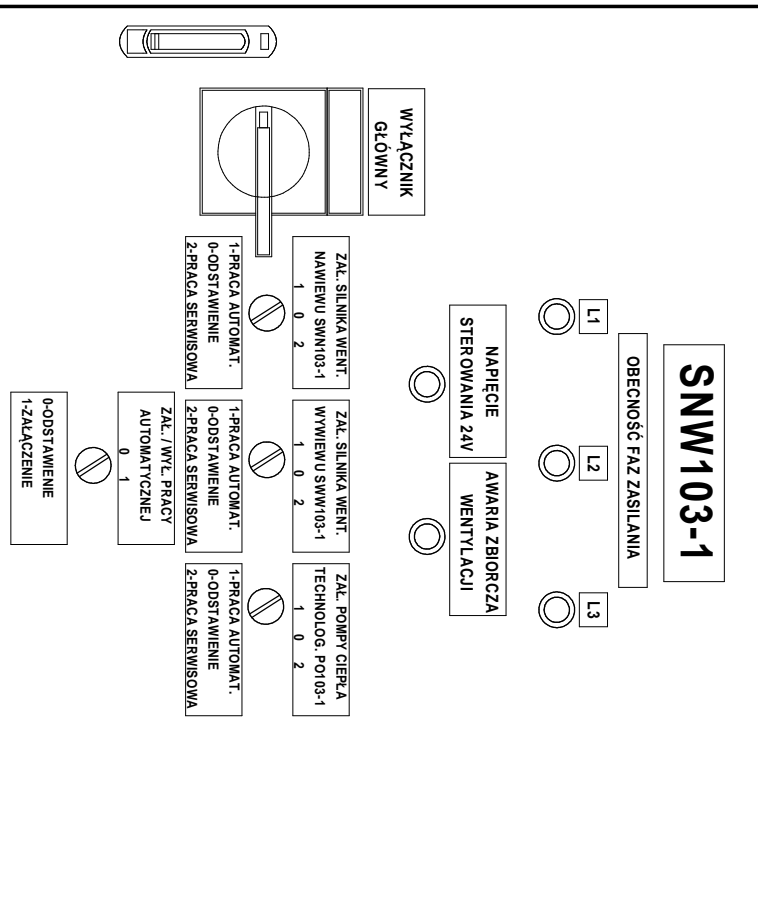 SNW103-1
OBECNOŚĆ FAZ ZASILANIA
L1
L2
L3
NAPIĘCIE
STEROWANIA 24V
AWARIA ZBIORCZA
WENTYLACJI
WYŁĄCZNIK
GŁÓWNY
ZAŁ. SILNIKA WENT.
NAWIEWU SWN103-1
1 0 2
1-PRACA AUTOMAT.
0-ODSTAWIENIE
2-PRACA SERWISOWA
ZAŁ. SILNIKA WENT.
WYWIEWU SWW103-1
1 0 2
1-PRACA AUTOMAT.
0-ODSTAWIENIE
2-PRACA SERWISOWA
ZAŁ. POMPY CIEPŁA
TECHNOLOG. PO103-1
1 0 2
1-PRACA AUTOMAT.
0-ODSTAWIENIE
2-PRACA SERWISOWA
ZAŁ. / WYŁ. PRACY
AUTOMATYCZNEJ
0 1
0-ODSTAWIENIE
1-ZAŁĄCZENIE